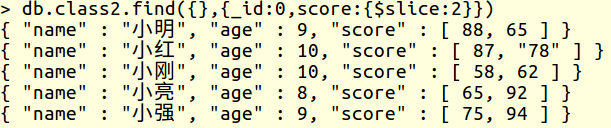 > db.class2.find({},{_id:0,score:{$slice:2}})
{ "name" : "小明", "age" : 9, "score" : [ 88, 65 ] }
{ "name" : "小红", "age" : 10, "score" : [ 87, "78" ] }
{ "name" : "小刚", "age" : 10, "score" : [ 58, 62 ] }
{ "name" : "小亮", "age" : 8, "score" : [ 65, 92 ] }
{ "name" : "小强", "age" : 9, "score" : [ 75, 94 ] }